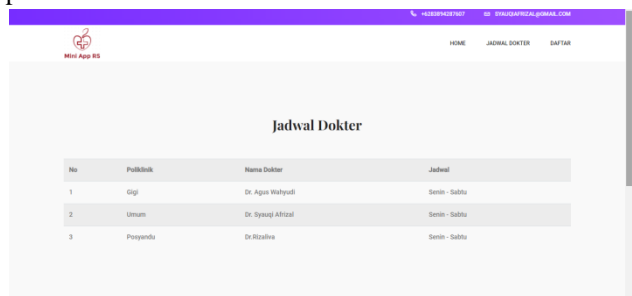 SYAUQIAFRIZAL@GMAIL.COM
Mini App RS
HOME JADWAL DOKTER DAFTAR
Jadwal Dokter
No Poliklinik Nama Dokter Jadwal
1 Gigi Dr. Agus Wahyudi Senin - Sabtu
2 Umum Dr. Syauqi Afrizal Senin - Sabtu
3 Posyandu Dr.Rizaliva Senin - Sabtu